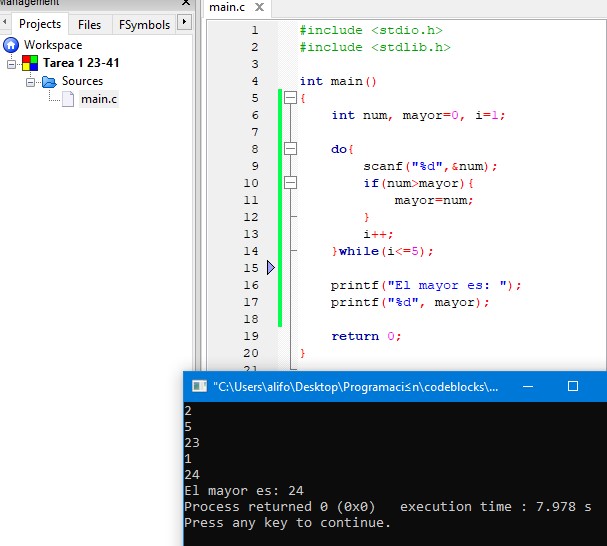 Management
Projects Files FSymbols
Workspace
Tarea 1 23-41
Sources
main.c
main.c
1 #include <stdio.h>
2 #include <stdlib.h>
3
4 int main()
5 {
6 int num, mayor=0, i=1;
7
8 do{
9 scanf("%d",&num);
10 if(num>mayor){
11 mayor=num;
12 }
13 i++;
14 }while(i<=5);
15
16 printf("El mayor es: ");
17 printf("%d", mayor);
18
19 return 0;
20 }
21
"C:\Users\alifo\Desktop\Programaci≤n\codeblocks\...
2
5
23
1
24
El mayor es: 24
Process returned 0 (0x0) execution time : 7.978 s
Press any key to continue.